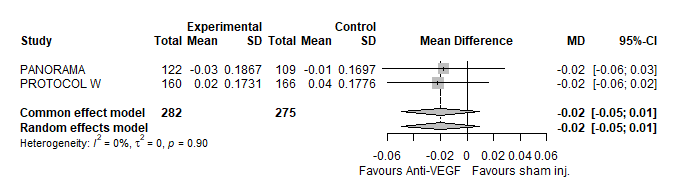 Experimental Control
Study Total Mean SD Total Mean SD Mean Difference MD 95%-CI
PANORAMA 122 -0.03 0.1867 109 -0.01 0.1697 -0.02 [-0.06; 0.03]
PROTOCOL W 160 0.02 0.1731 166 0.04 0.1776 -0.02 [-0.06; 0.02]
Common effect model 282 275 -0.02 [-0.05; 0.01]
Random effects model -0.02 [-0.05; 0.01]
Heterogeneity: I² = 0%, τ² = 0, p = 0.90
-0.06 -0.02 0 0.02 0.04 0.06
Favours Anti-VEGF Favours sham inj.